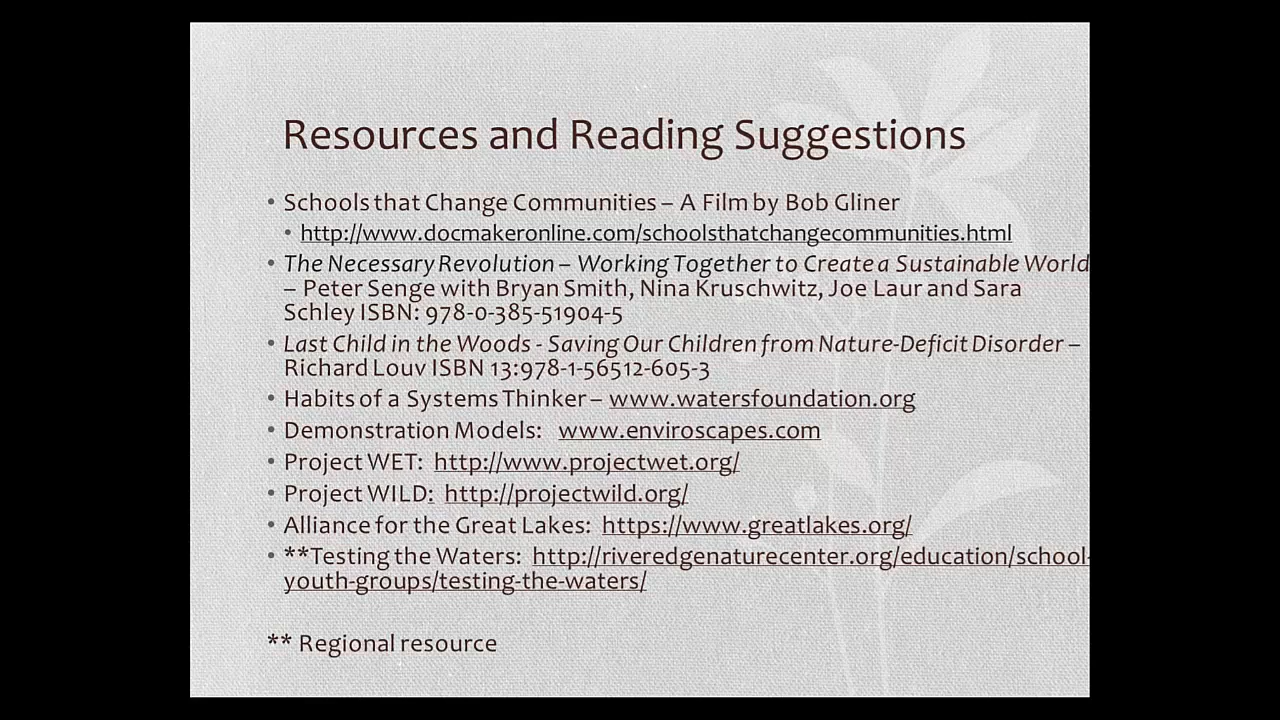 Resources and Reading Suggestions
• Schools that Change Communities – A Film by Bob Gliner
• http://www.docmakeronline.com/schoolsthatchangecommunities.html
• The Necessary Revolution – Working Together to Create a Sustainable World
– Peter Senge with Bryan Smith, Nina Kruschwitz, Joe Laur and Sara
Schley ISBN: 978-0-385-51904-5
• Last Child in the Woods - Saving Our Children from Nature-Deficit Disorder –
Richard Louv ISBN 13:978-1-56512-605-3
• Habits of a Systems Thinker – www.watersfoundation.org
• Demonstration Models: www.enviroscapes.com
• Project WET: http://www.projectwet.org/
• Project WILD: http://projectwild.org/
• Alliance for the Great Lakes: https://www.greatlakes.org/
• **Testing the Waters: http://riveredgenaturecenter.org/education/school-
youth-groups/testing-the-waters/
** Regional resource